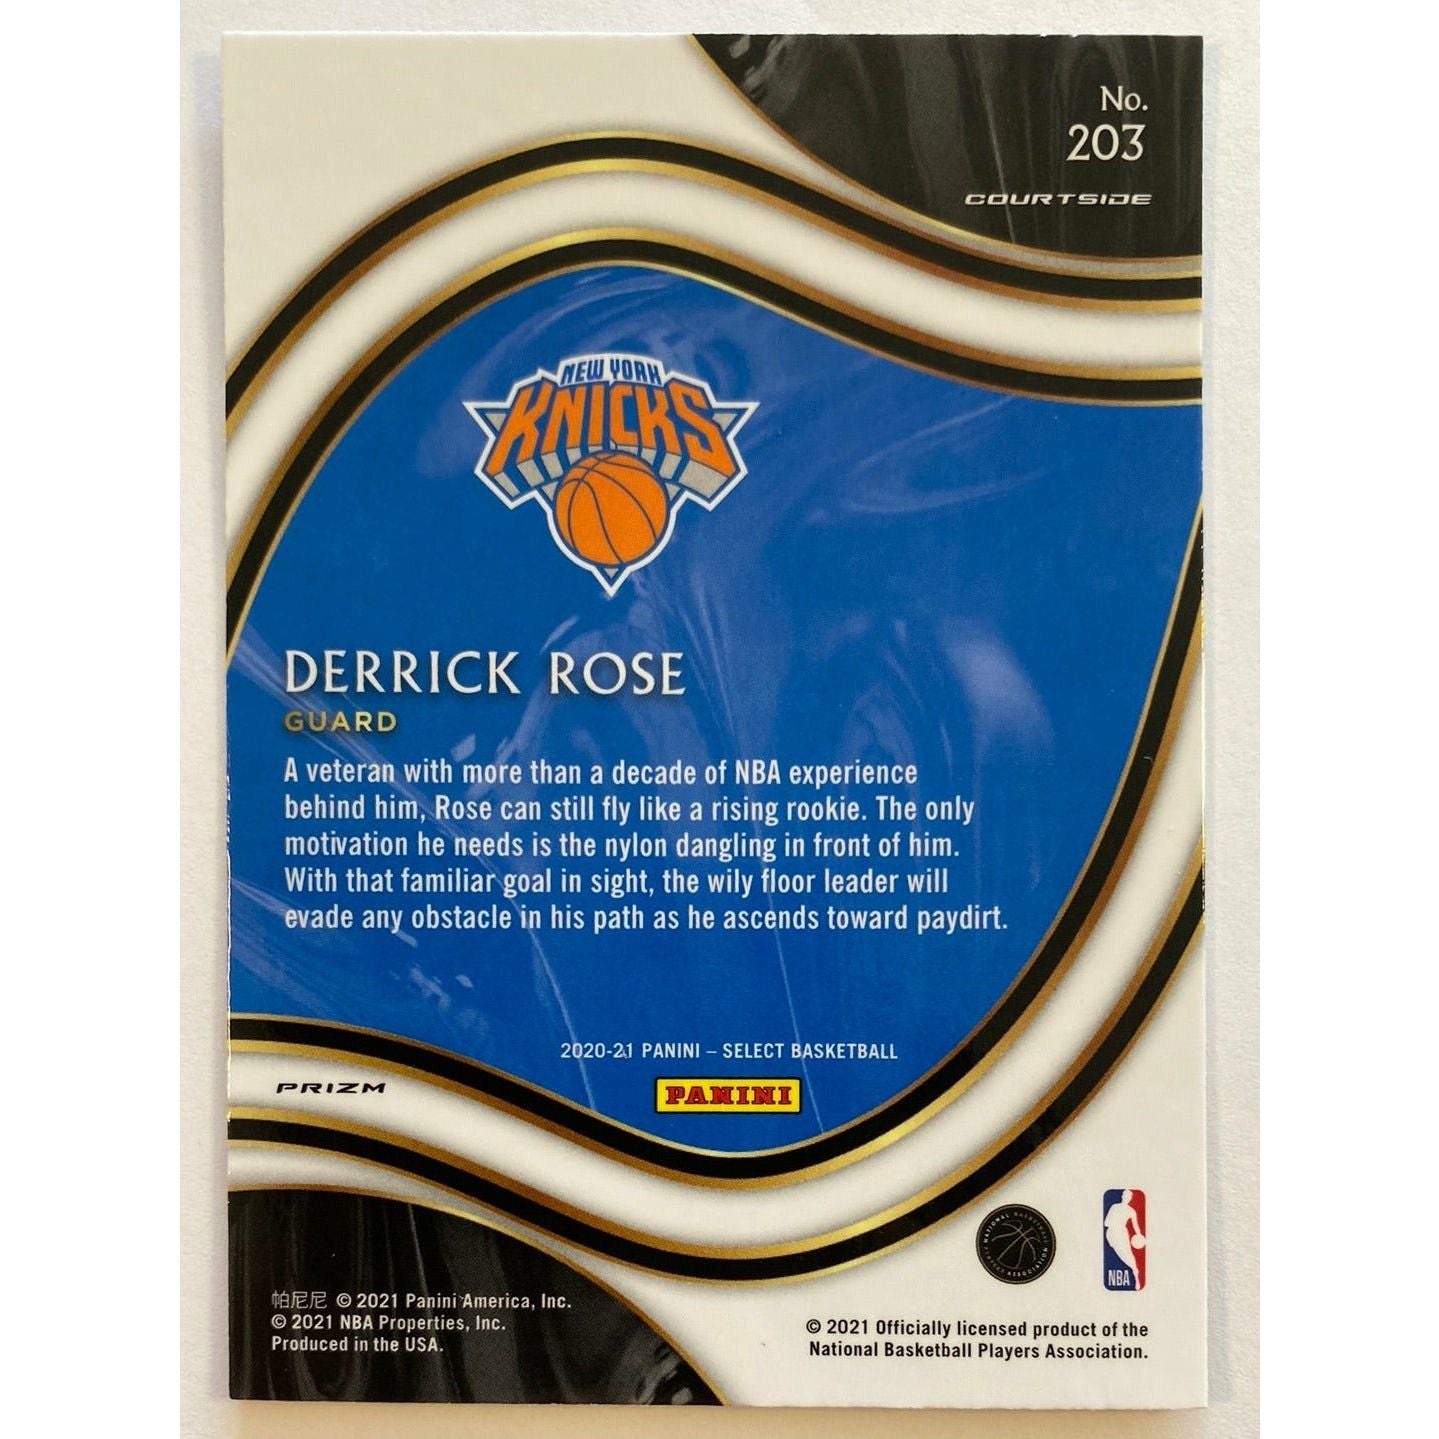 No.
203
COURTSIDE
NEW YORK
KNICKS
DERRICK ROSE
GUARD
A veteran with more than a decade of NBA experience
behind him, Rose can still fly like a rising rookie. The only
motivation he needs is the nylon dangling in front of him.
With that familiar goal in sight, the wily floor leader will
evade any obstacle in his path as he ascends toward paydirt.
2020-21 PANINI – SELECT BASKETBALL
PANINI
PRIZM
NATIONAL BASKETBALL
PLAYERS ASSOCIATION
NBA
帕尼尼 © 2021 Panini America, Inc.
© 2021 NBA Properties, Inc.
Produced in the USA.
© 2021 Officially licensed product of the
National Basketball Players Association.